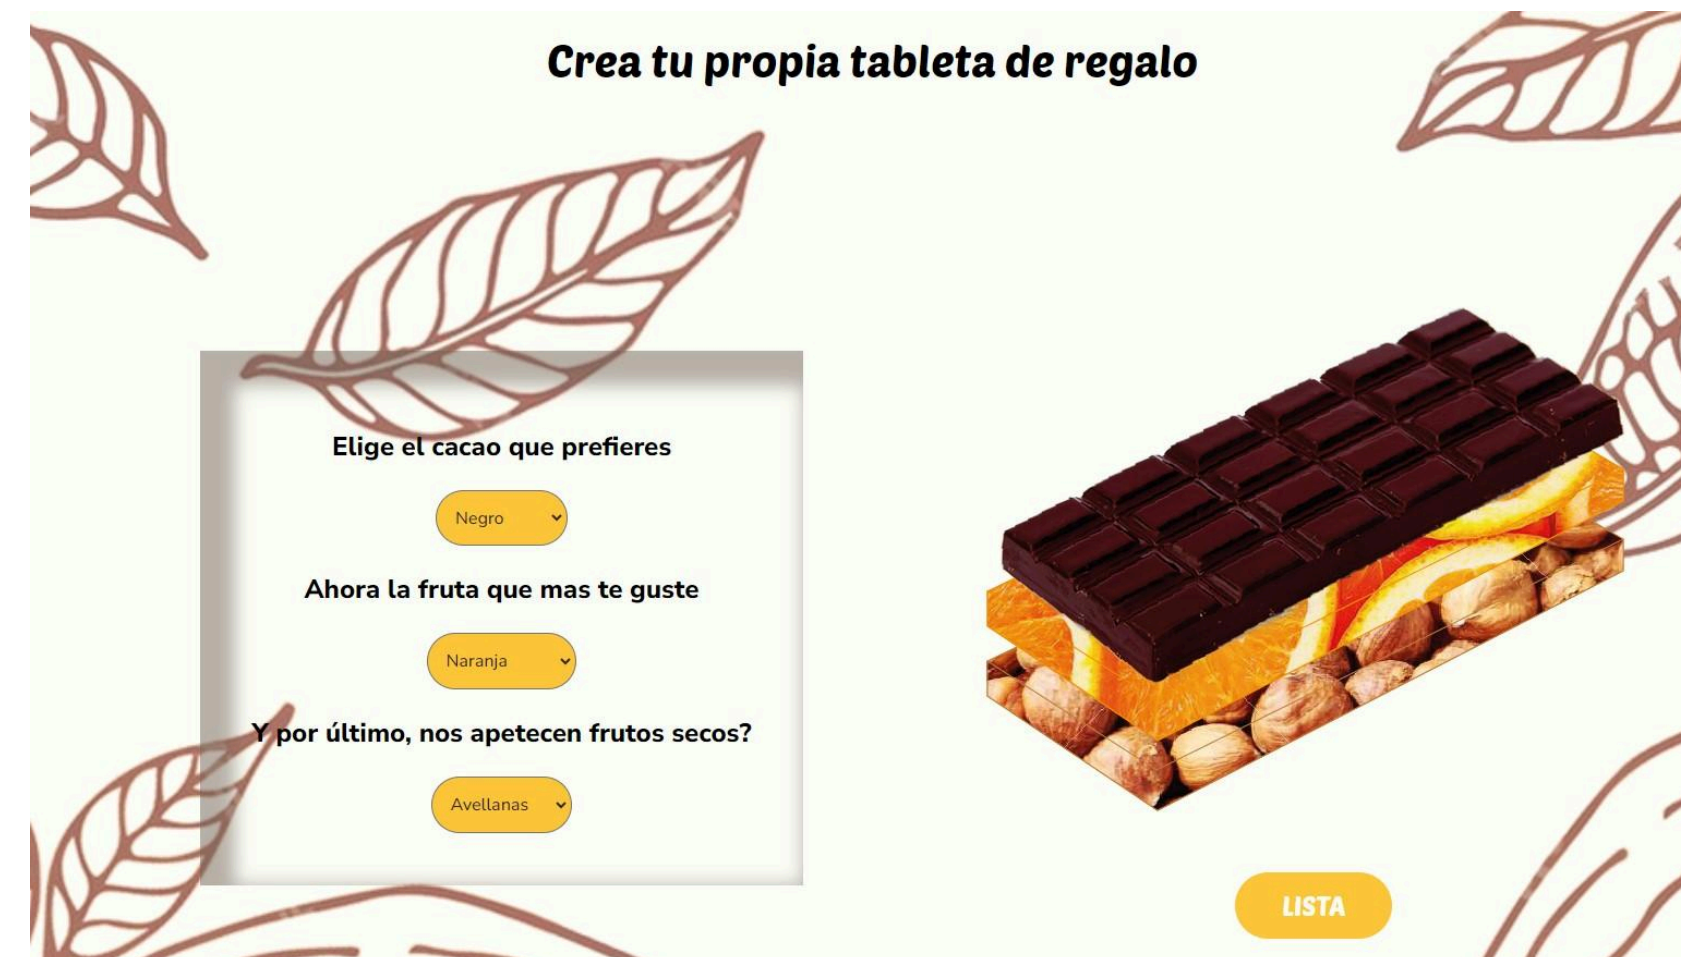 Crea tu propia tableta de regalo
Elige el cacao que prefieres
Negro
Ahora la fruta que mas te guste
Naranja
Y por último, nos apetecen frutos secos?
Avellanas
LISTA